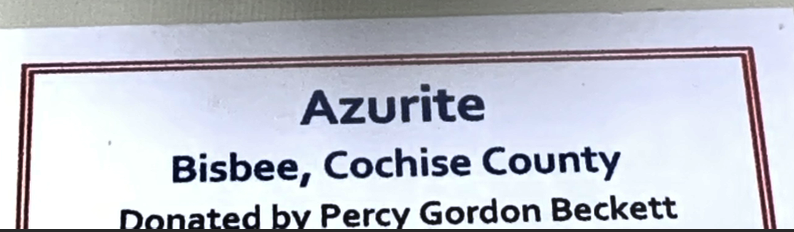 Azurite
Bisbee, Cochise County
Donated by Percy Gordon Beckett